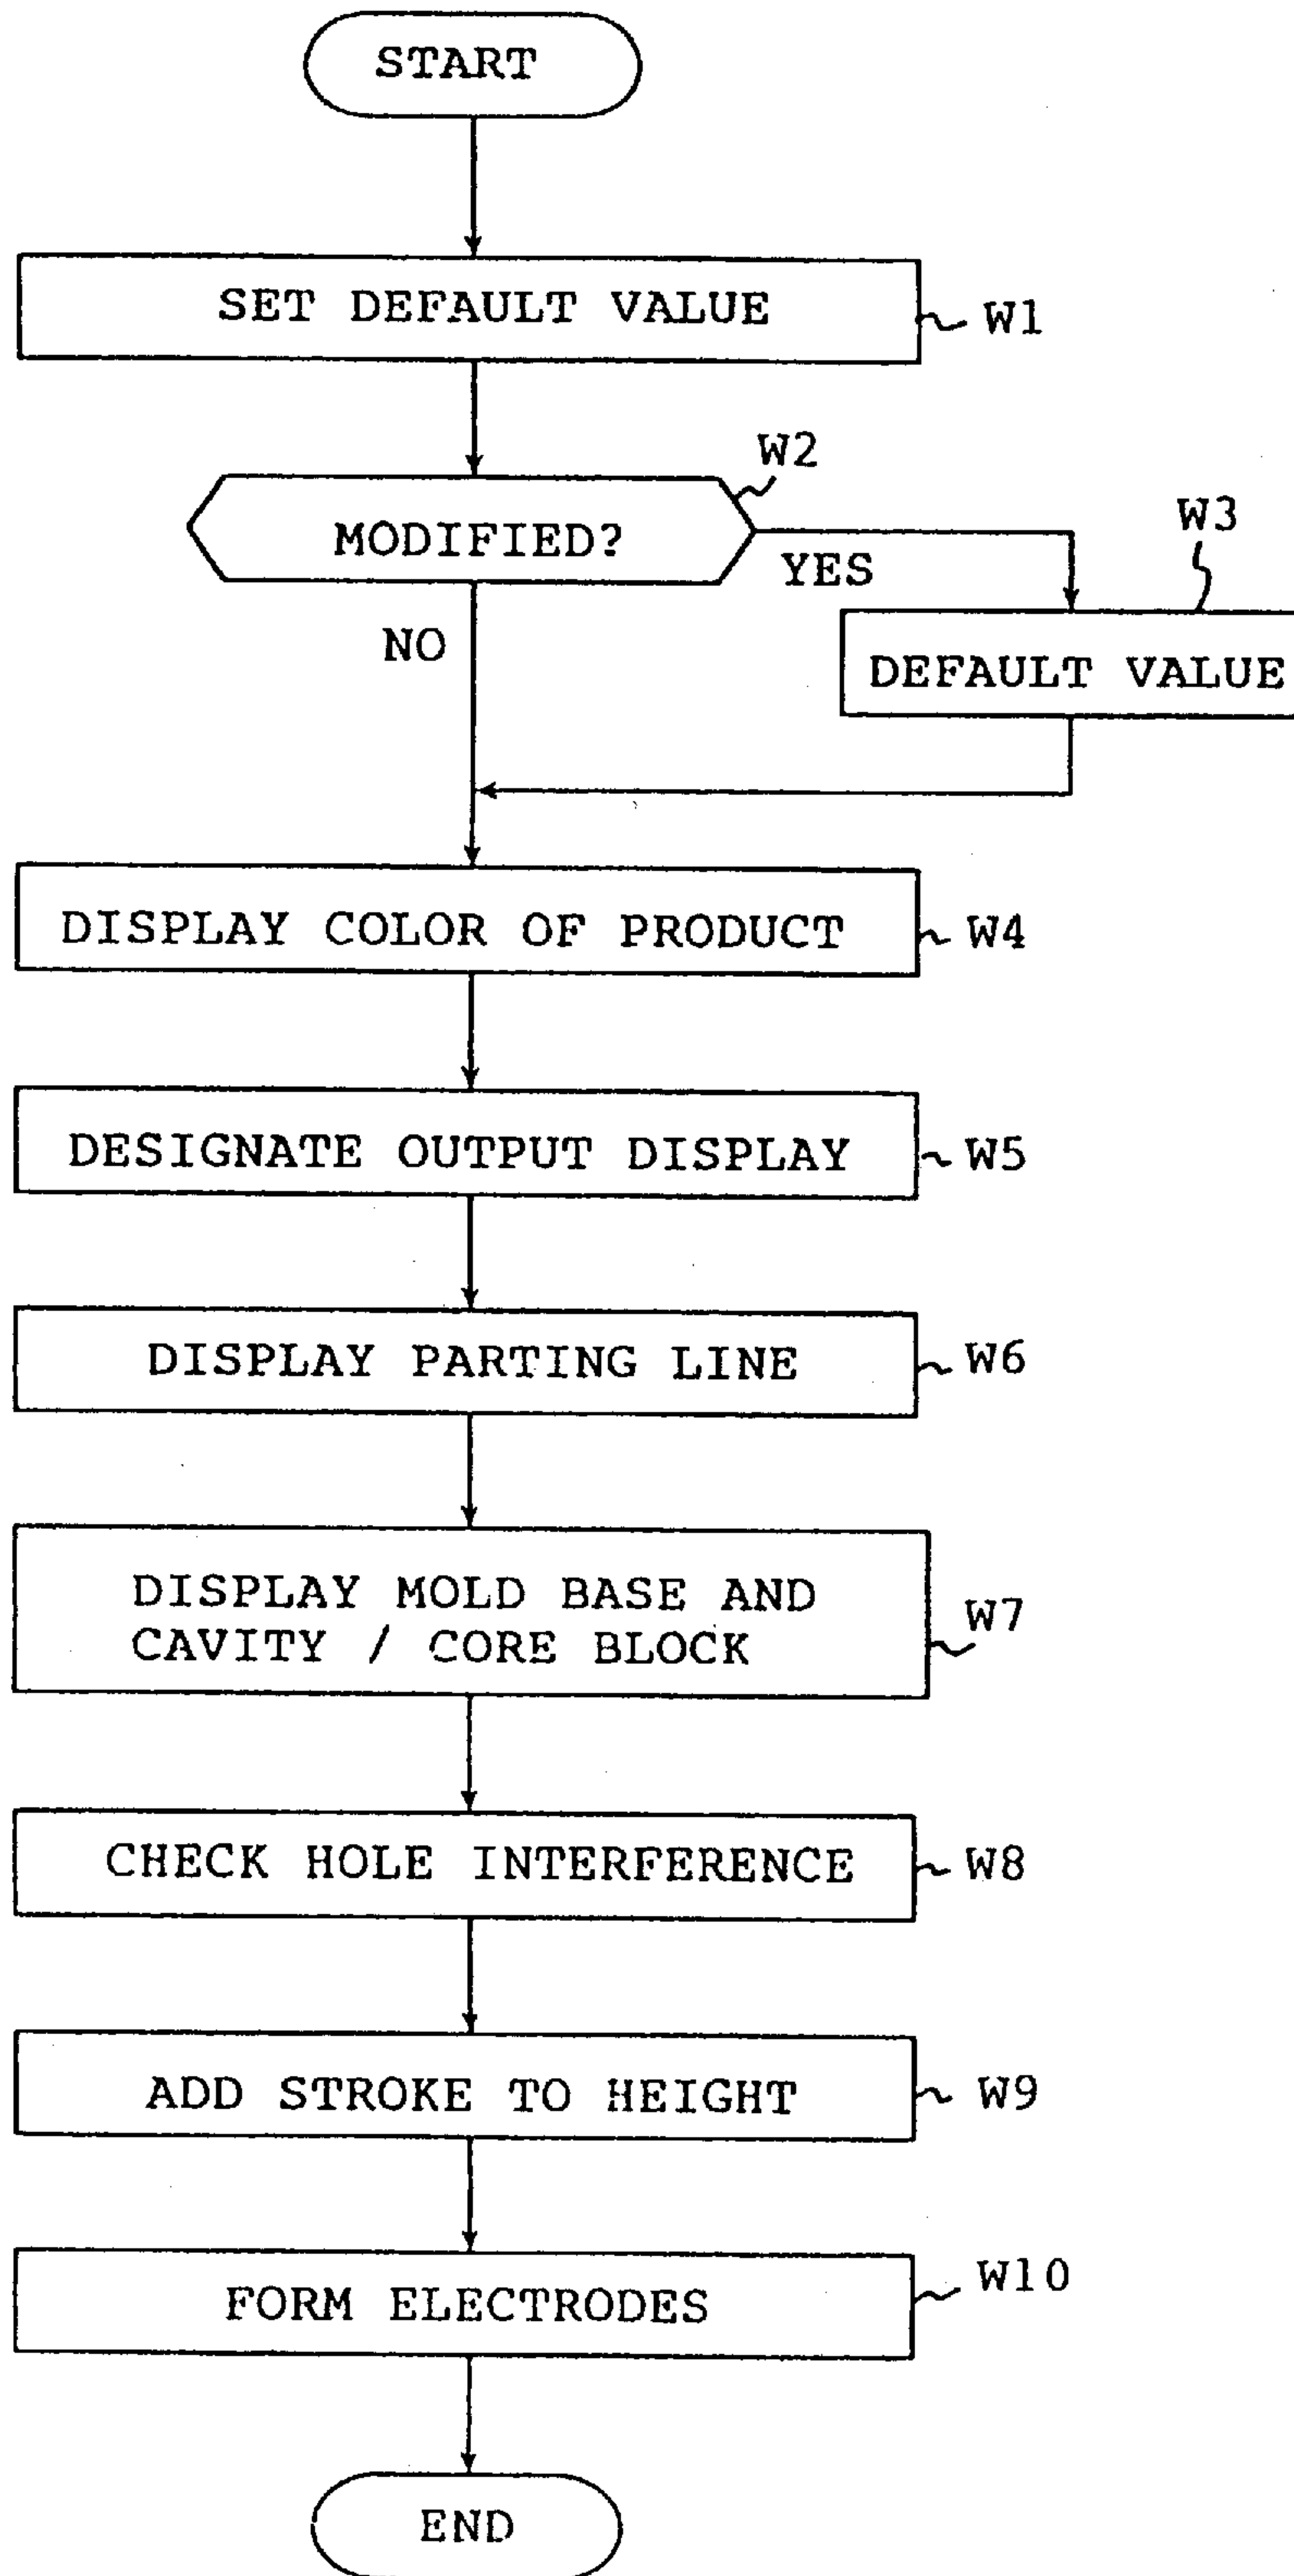 START
SET DEFAULT VALUE
W1
W2
MODIFIED?
YES
W3
NO
DEFAULT VALUE
DISPLAY COLOR OF PRODUCT
W4
DESIGNATE OUTPUT DISPLAY
W5
DISPLAY PARTING LINE
W6
DISPLAY MOLD BASE AND
CAVITY / CORE BLOCK
W7
CHECK HOLE INTERFERENCE
W8
ADD STROKE TO HEIGHT
W9
FORM ELECTRODES
W10
END